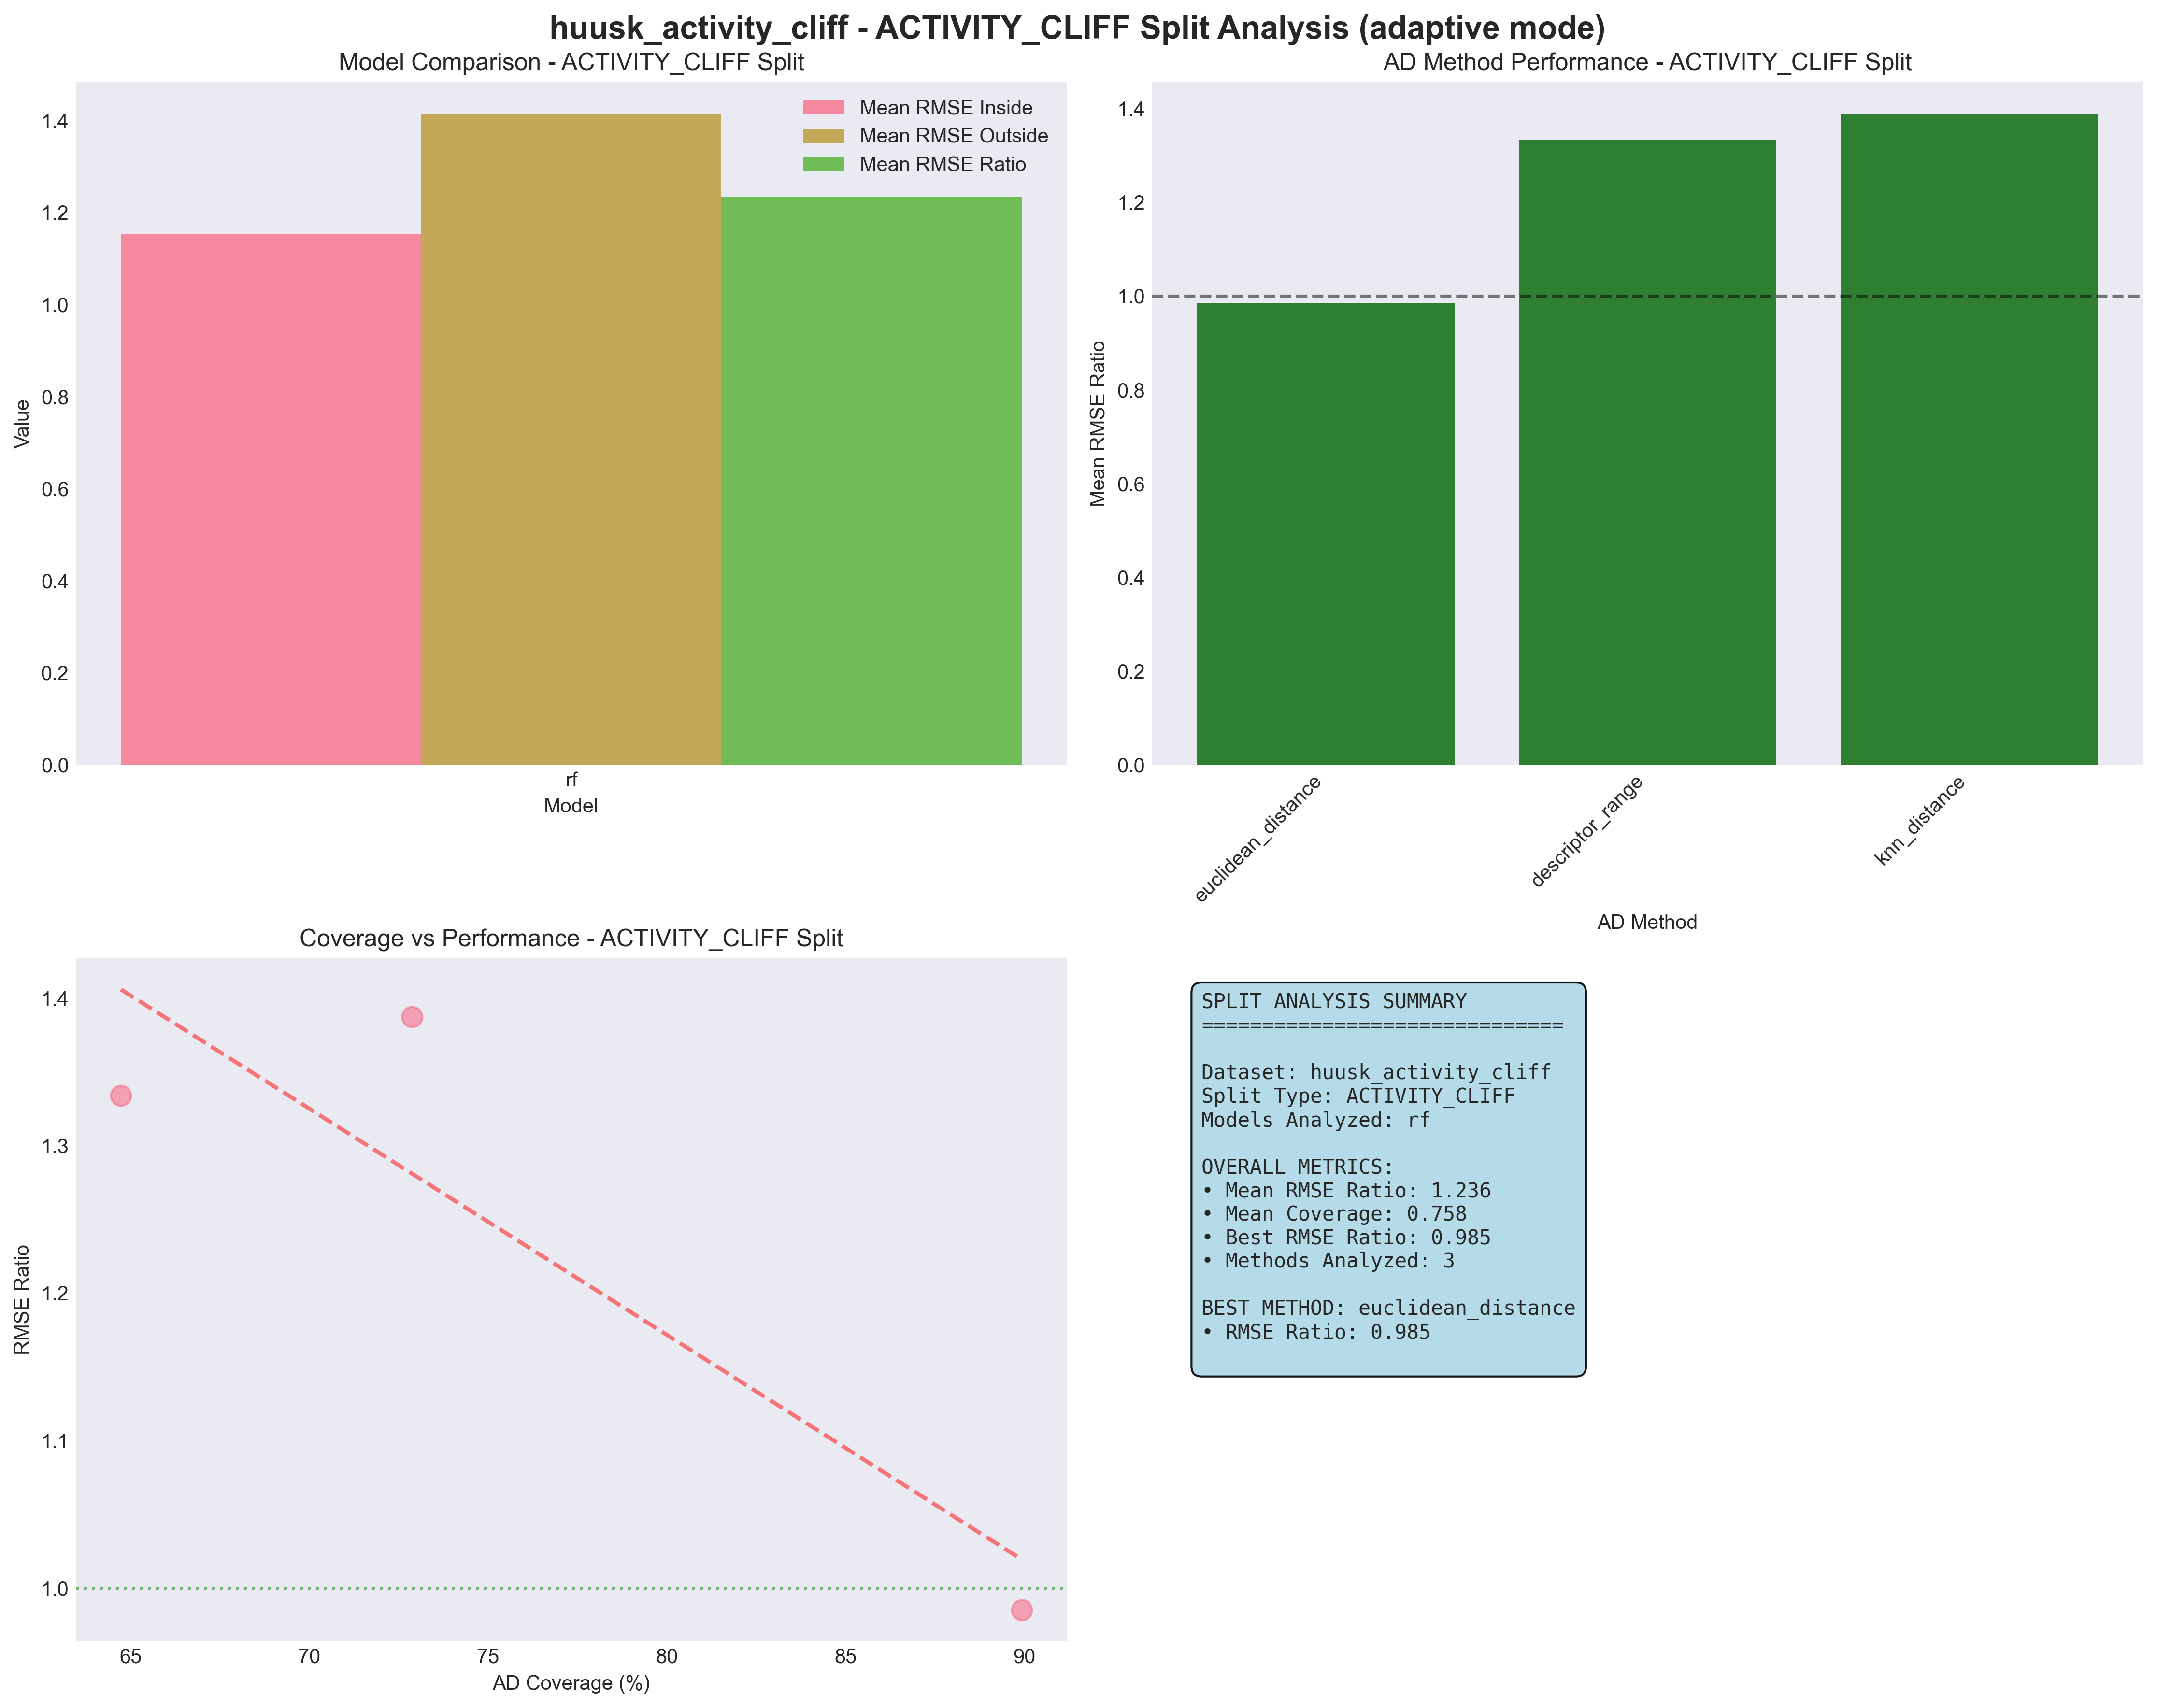 huusk_activity_cliff - ACTIVITY_CLIFF Split Analysis (adaptive mode)
Model Comparison - ACTIVITY_CLIFF Split
Mean RMSE Inside
Mean RMSE Outside
Mean RMSE Ratio
Value
1.4
1.2
1.0
0.8
0.6
0.4
0.2
0.0
rf
Model
AD Method Performance - ACTIVITY_CLIFF Split
Mean RMSE Ratio
1.4
1.2
1.0
0.8
0.6
0.4
0.2
0.0
euclidean_distance
descriptor_range
knn_distance
AD Method
Coverage vs Performance - ACTIVITY_CLIFF Split
RMSE Ratio
1.4
1.3
1.2
1.1
1.0
65
70
75
80
85
90
AD Coverage (%)
SPLIT ANALYSIS SUMMARY
==============================
Dataset: huusk_activity_cliff
Split Type: ACTIVITY_CLIFF
Models Analyzed: rf
OVERALL METRICS:
• Mean RMSE Ratio: 1.236
• Mean Coverage: 0.758
• Best RMSE Ratio: 0.985
• Methods Analyzed: 3
BEST METHOD: euclidean_distance
• RMSE Ratio: 0.985